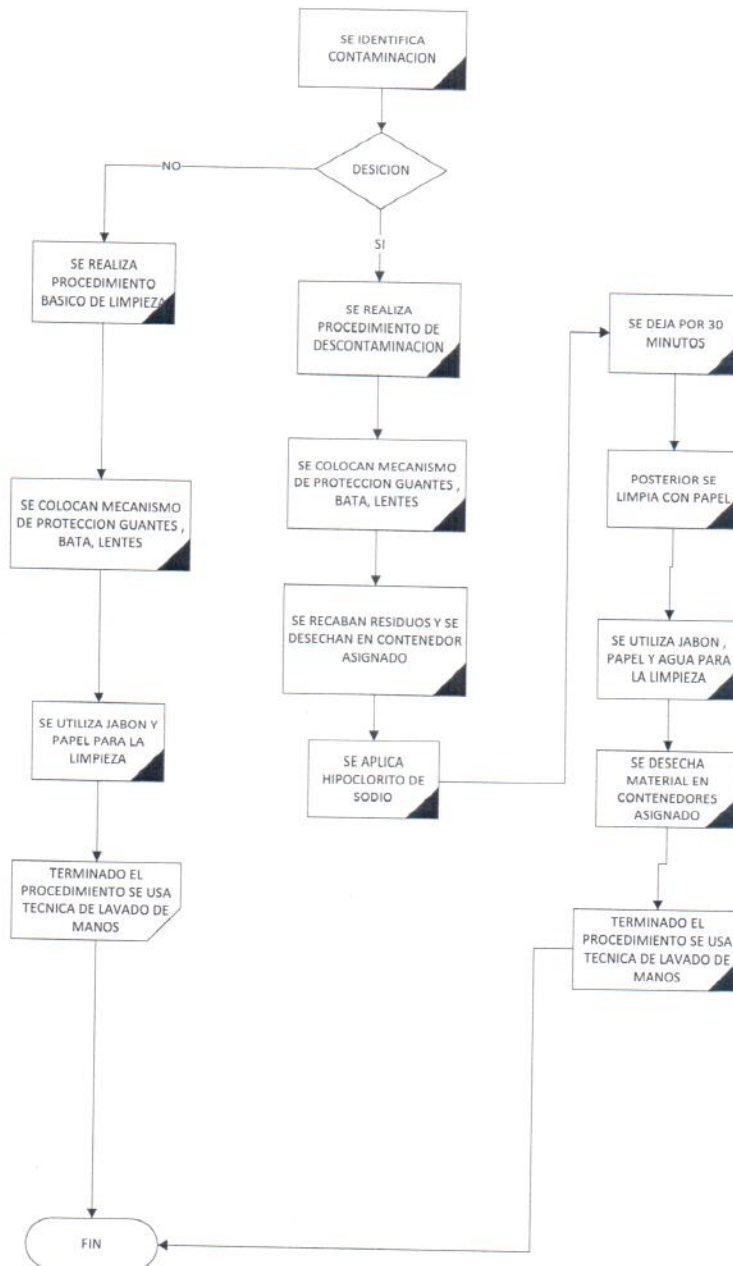 SE IDENTIFICA
CONTAMINACION
DESICION
NO
SI
SE REALIZA
PROCEDIMIENTO
BASICO DE LIMPIEZA
SE COLOCAN MECANISMO
DE PROTECCION GUANTES ,
BATA, LENTES
SE UTILIZA JABON Y
PAPEL PARA LA
LIMPIEZA
TERMINADO EL
PROCEDIMIENTO SE USA
TECNICA DE LAVADO DE
MANOS
SE REALIZA
PROCEDIMIENTO DE
DESCONTAMINACION
SE COLOCAN MECANISMO
DE PROTECCION GUANTES ,
BATA, LENTES
SE RECABAN RESIDUOS Y SE
DESECHAN EN CONTENEDOR
ASIGNADO
SE APLICA
HIPOCLORITO DE
SODIO
SE DEJA POR 30
MINUTOS
POSTERIOR SE
LIMPIA CON PAPEL
SE UTILIZA JABON ,
PAPEL Y AGUA PARA
LA LIMPIEZA
SE DESECHA
MATERIAL EN
CONTENEDORES
ASIGNADO
TERMINADO EL
PROCEDIMIENTO SE USA
TECNICA DE LAVADO DE
MANOS
FIN